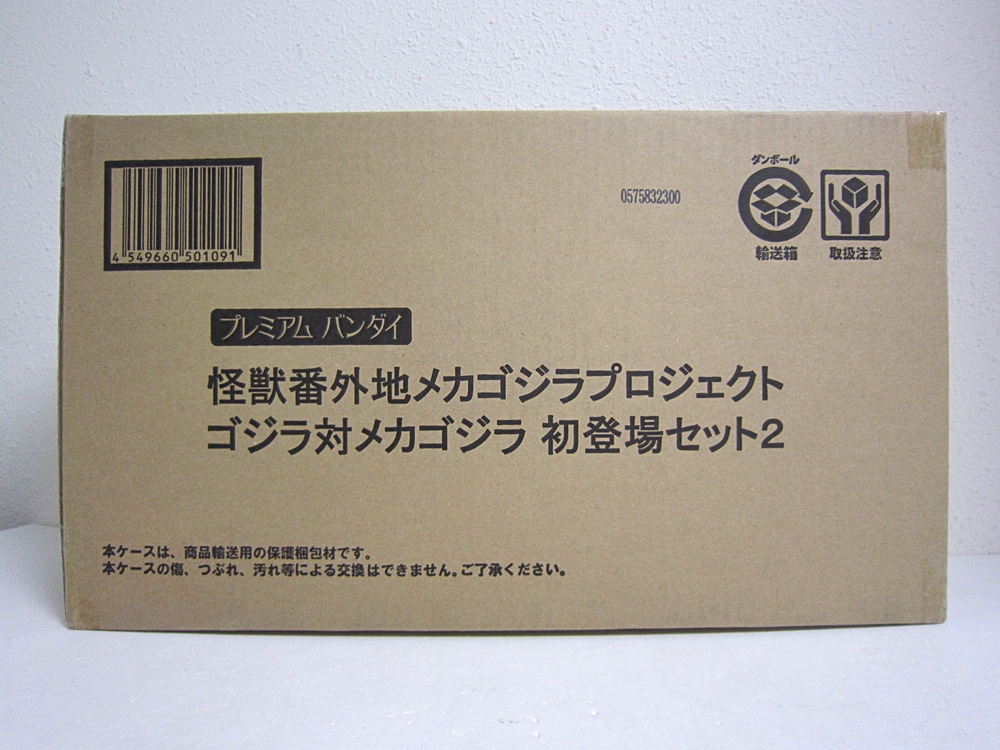 ダンボール
0575832300
輸送箱
取扱注意
4 549660 501091
プレミアム バンダイ
怪獣番外地メカゴジラプロジェクト
ゴジラ対メカゴジラ 初登場セット2
本ケースは、商品輸送用の保護梱包材です。
本ケースの傷、つぶれ、汚れ等による交換はできません。ご了承ください。